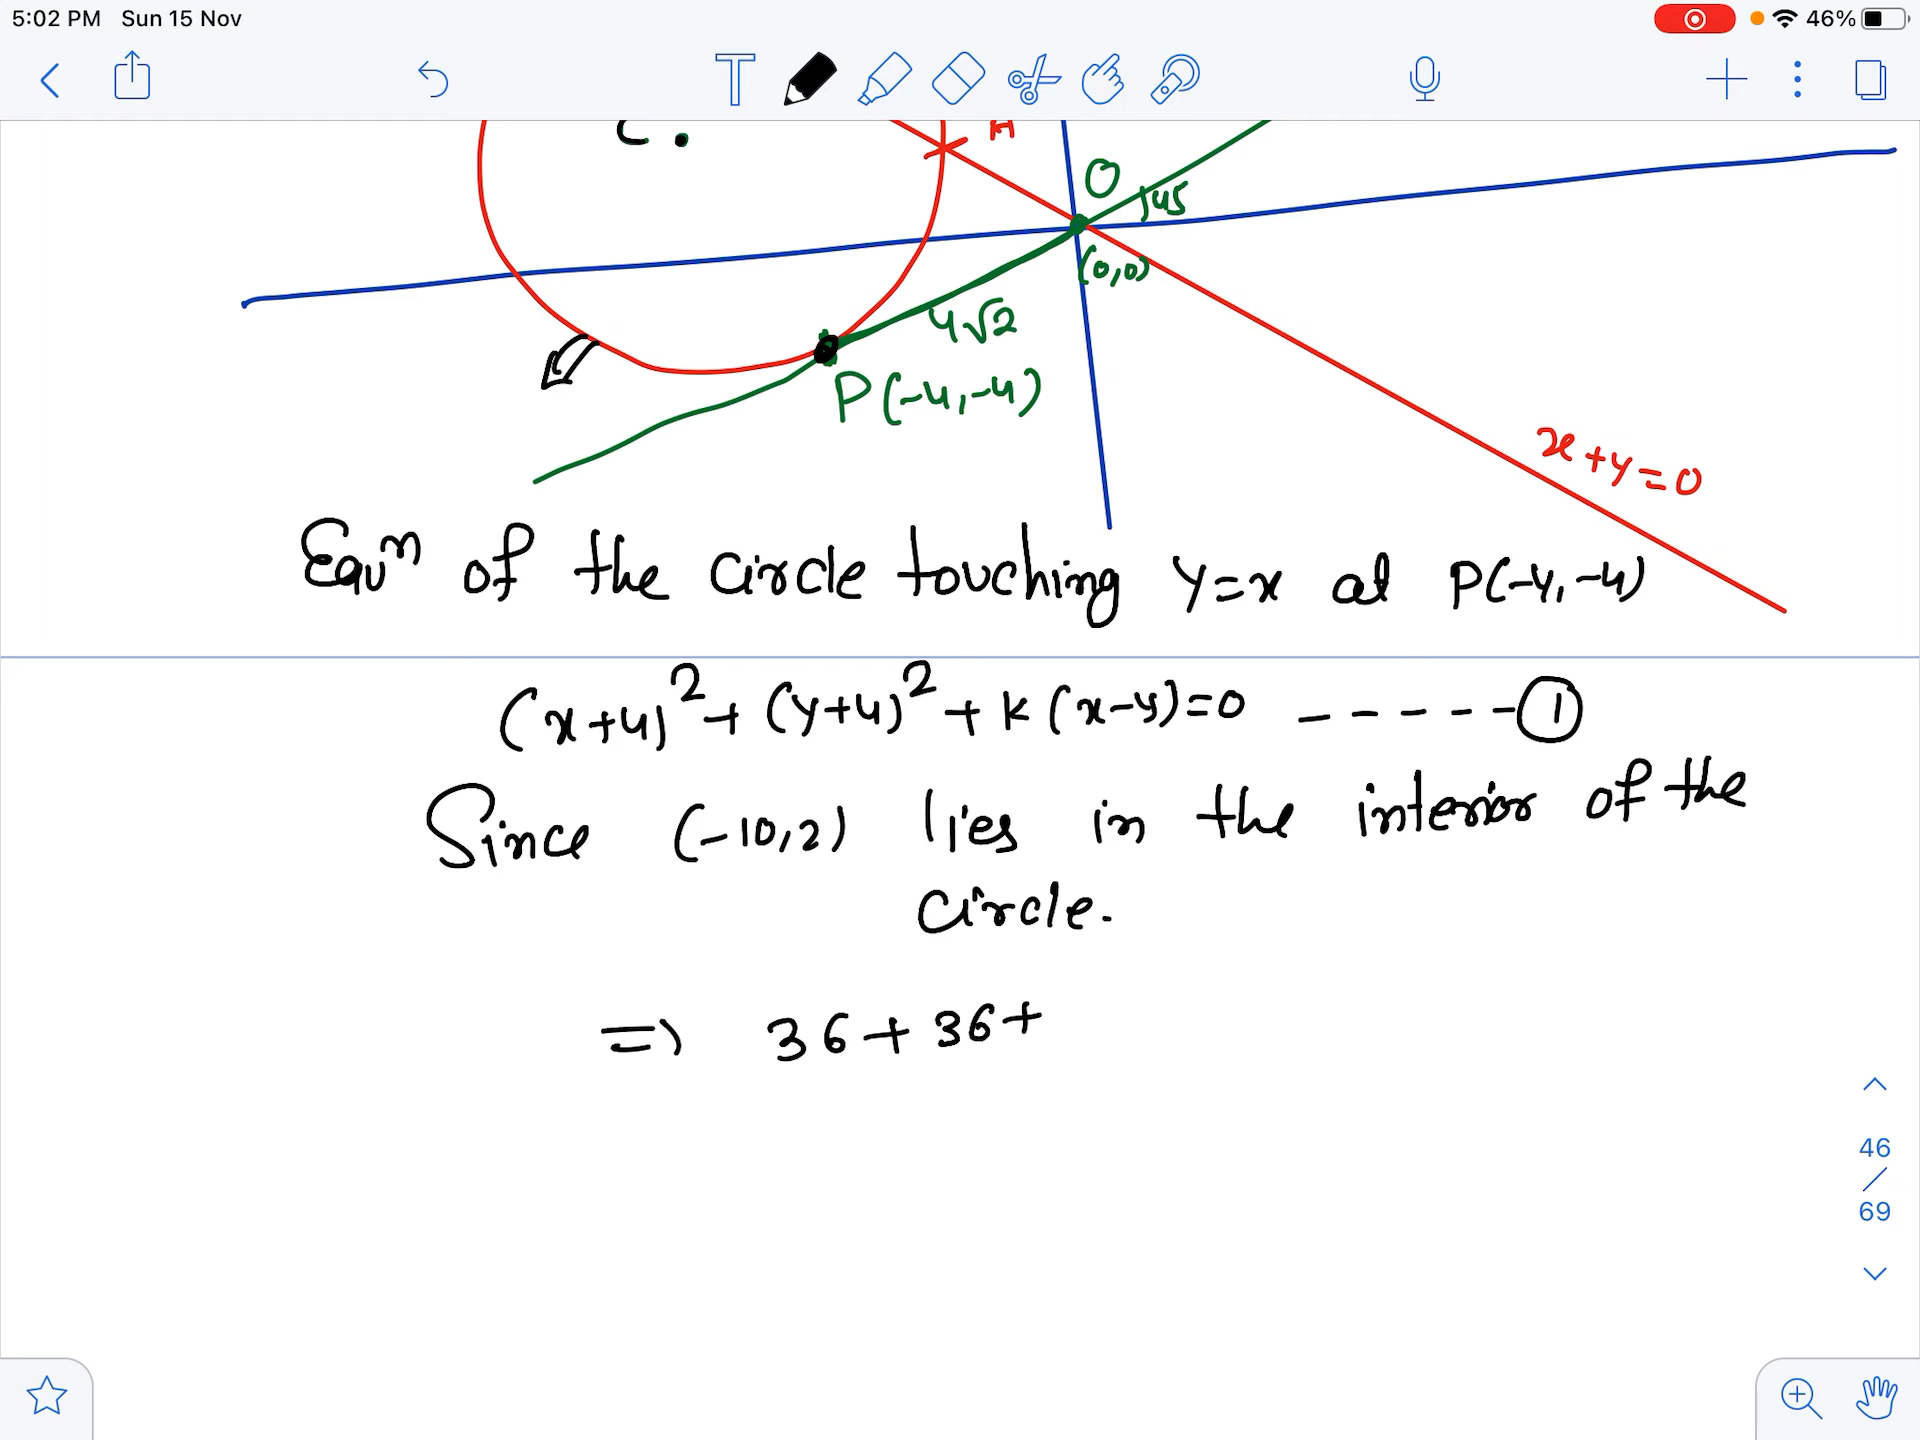 5:02 PM Sun 15 Nov
46%
T
C.
A
O
45
(0,0)
4√2
P(-4,-4)
x+y=0
Equⁿ of the circle touching y=x at P(-4,-4)
(x+4)²+(y+4)²+k(x-y)=0 ------①
Since (-10,2) lies in the interior of the
circle.
=> 36+36+
46
/
69